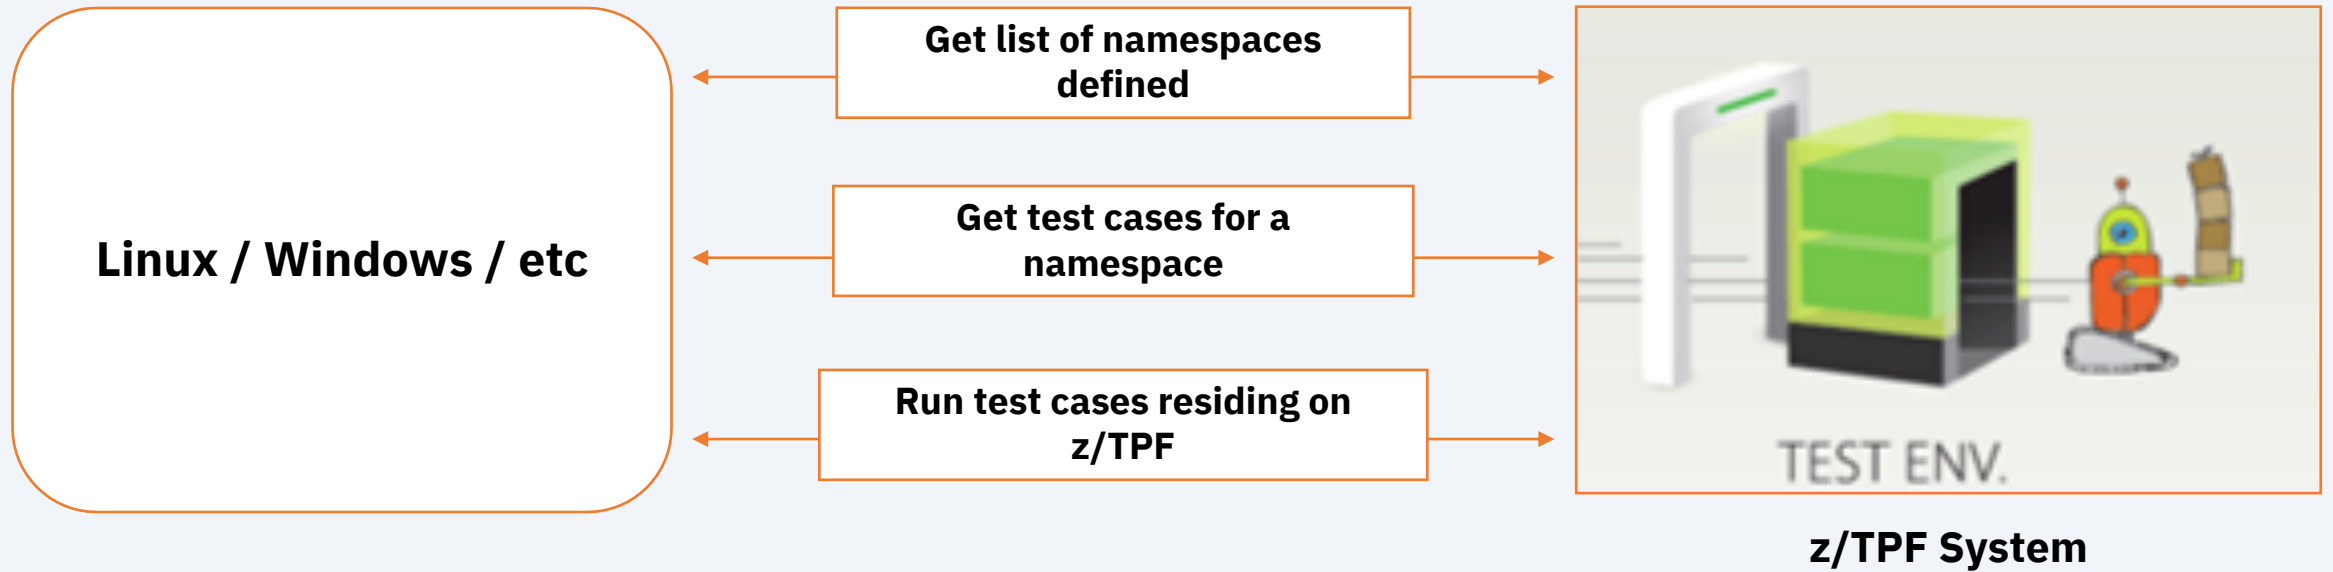 Get list of namespaces
defined
Get test cases for a
namespace
Linux / Windows / etc
Run test cases residing on
z/TPF
TEST ENV.
z/TPF System